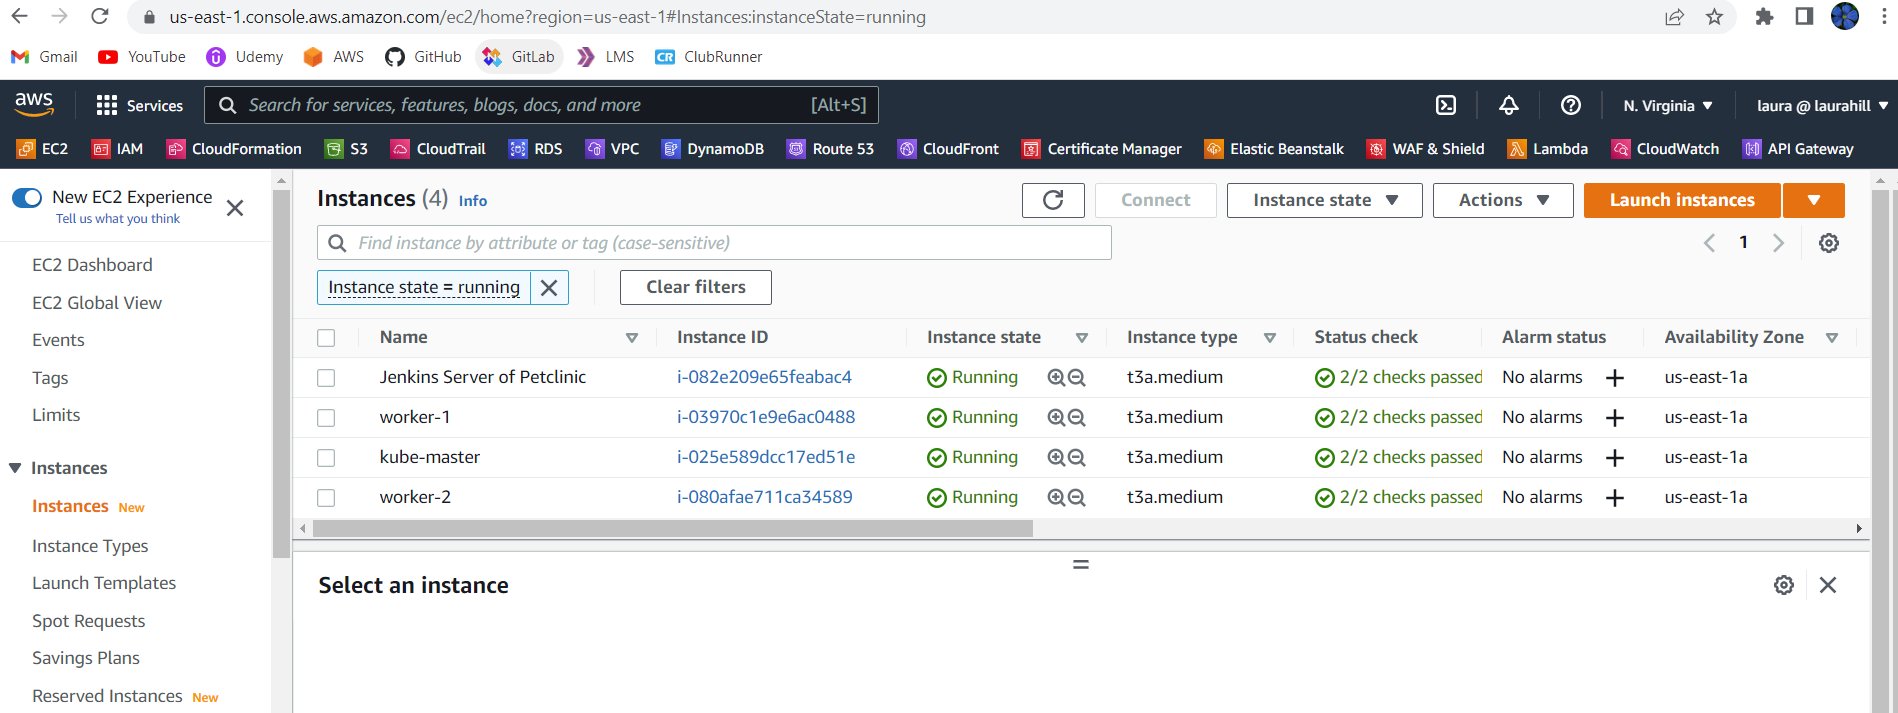 us-east-1.console.aws.amazon.com/ec2/home?region=us-east-1#Instances:instanceState=running
Gmail YouTube Udemy AWS GitHub GitLab LMS CR ClubRunner
aws Services Search for services, features, blogs, docs, and more [Alt+S] N. Virginia laura @ laurahill
EC2 IAM CloudFormation S3 CloudTrail RDS VPC DynamoDB Route 53 CloudFront Certificate Manager Elastic Beanstalk WAF & Shield Lambda CloudWatch API Gateway
New EC2 Experience
Tell us what you think
EC2 Dashboard
EC2 Global View
Events
Tags
Limits
Instances
Instances New
Instance Types
Launch Templates
Spot Requests
Savings Plans
Reserved Instances New
Instances (4) Info Connect Instance state Actions Launch instances
Find instance by attribute or tag (case-sensitive) 1
Instance state = running Clear filters
Name Instance ID Instance state Instance type Status check Alarm status Availability Zone
Jenkins Server of Petclinic i-082e209e65feabac4 Running t3a.medium 2/2 checks passed No alarms us-east-1a
worker-1 i-03970c1e9e6ac0488 Running t3a.medium 2/2 checks passed No alarms us-east-1a
kube-master i-025e589dcc17ed51e Running t3a.medium 2/2 checks passed No alarms us-east-1a
worker-2 i-080afae711ca34589 Running t3a.medium 2/2 checks passed No alarms us-east-1a
Select an instance